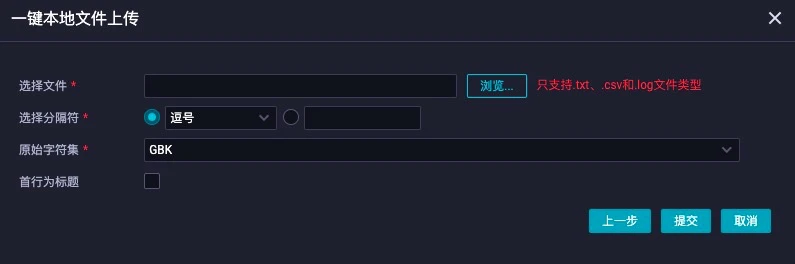 一键本地文件上传
选择文件 * 浏览... 只支持.txt、.csv和.log文件类型
选择分隔符 * 逗号
原始字符集 * GBK
首行为标题
上一步 提交 取消